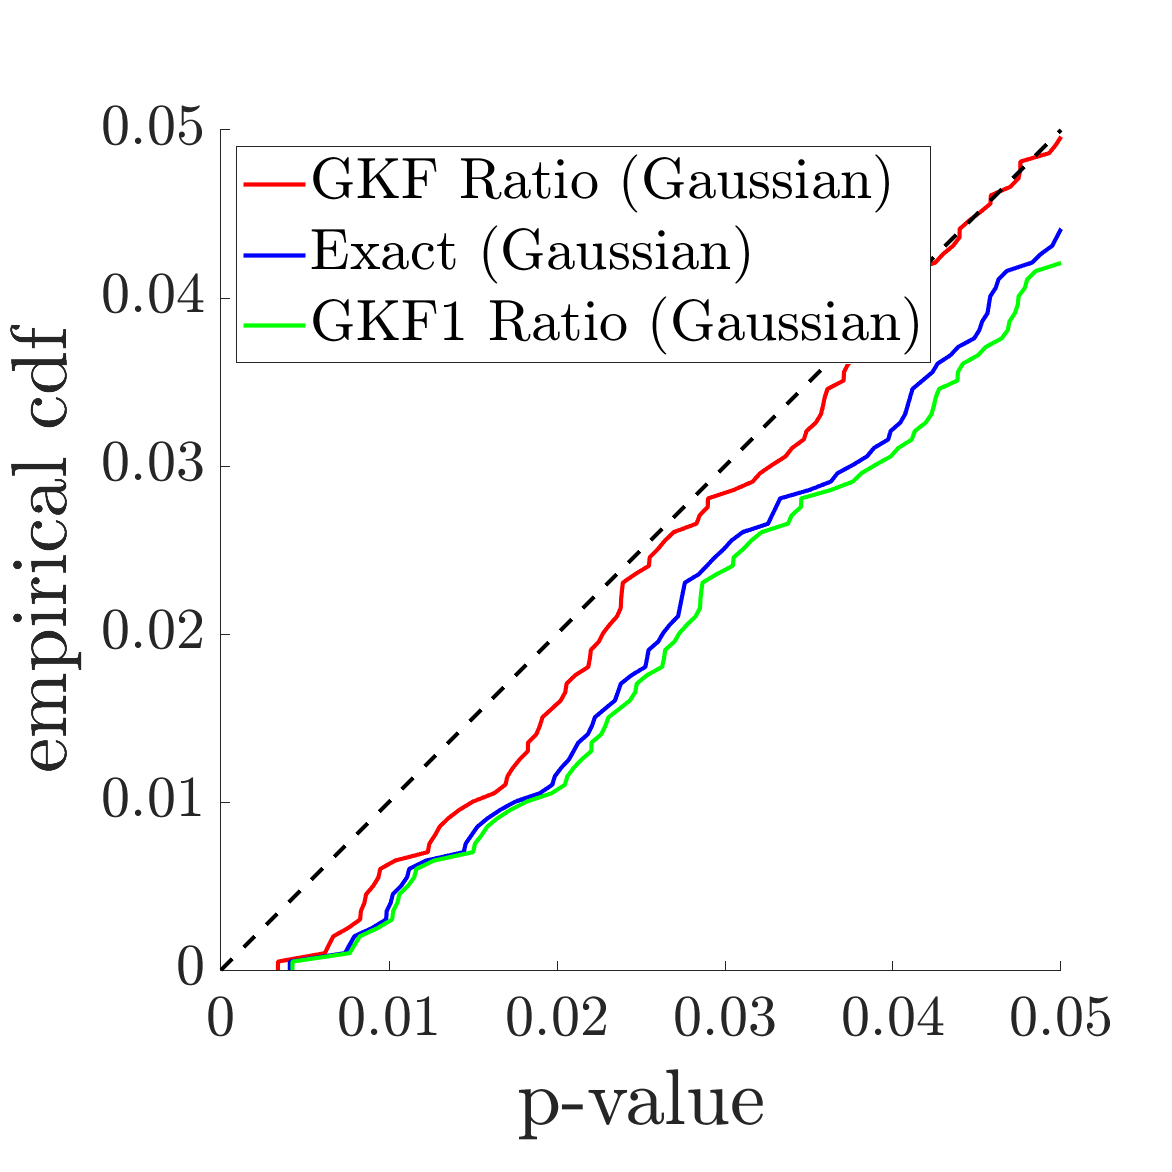 0.05
GKF Ratio (Gaussian)
Exact (Gaussian)
GKF1 Ratio (Gaussian)
0.04
0.03
0.02
0.01
0
empirical cdf
0 0.01 0.02 0.03 0.04 0.05
p-value